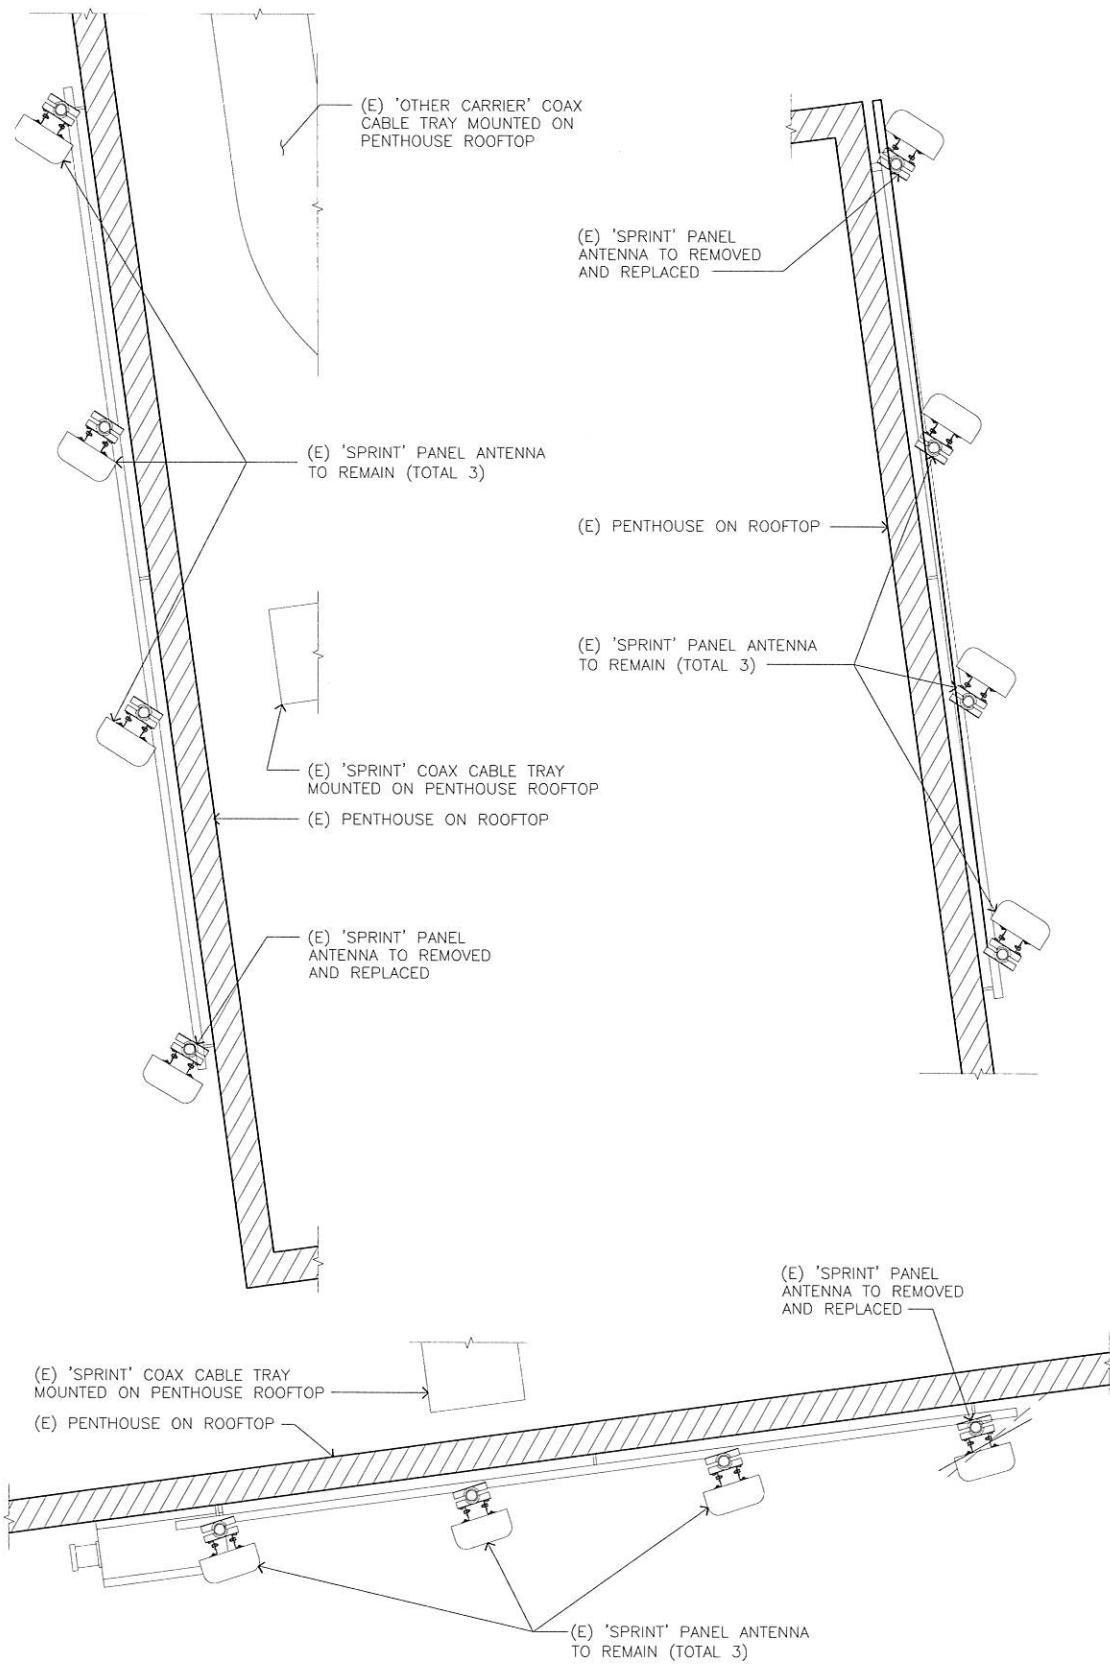 (E) 'OTHER CARRIER' COAX
CABLE TRAY MOUNTED ON
PENTHOUSE ROOFTOP
(E) 'SPRINT' PANEL
ANTENNA TO REMOVED
AND REPLACED
(E) 'SPRINT' PANEL ANTENNA
TO REMAIN (TOTAL 3)
(E) PENTHOUSE ON ROOFTOP
(E) 'SPRINT' PANEL ANTENNA
TO REMAIN (TOTAL 3)
(E) 'SPRINT' COAX CABLE TRAY
MOUNTED ON PENTHOUSE ROOFTOP
(E) PENTHOUSE ON ROOFTOP
(E) 'SPRINT' PANEL
ANTENNA TO REMOVED
AND REPLACED
(E) 'SPRINT' PANEL
ANTENNA TO REMOVED
AND REPLACED
(E) 'SPRINT' COAX CABLE TRAY
MOUNTED ON PENTHOUSE ROOFTOP
(E) PENTHOUSE ON ROOFTOP
(E) 'SPRINT' PANEL ANTENNA
TO REMAIN (TOTAL 3)